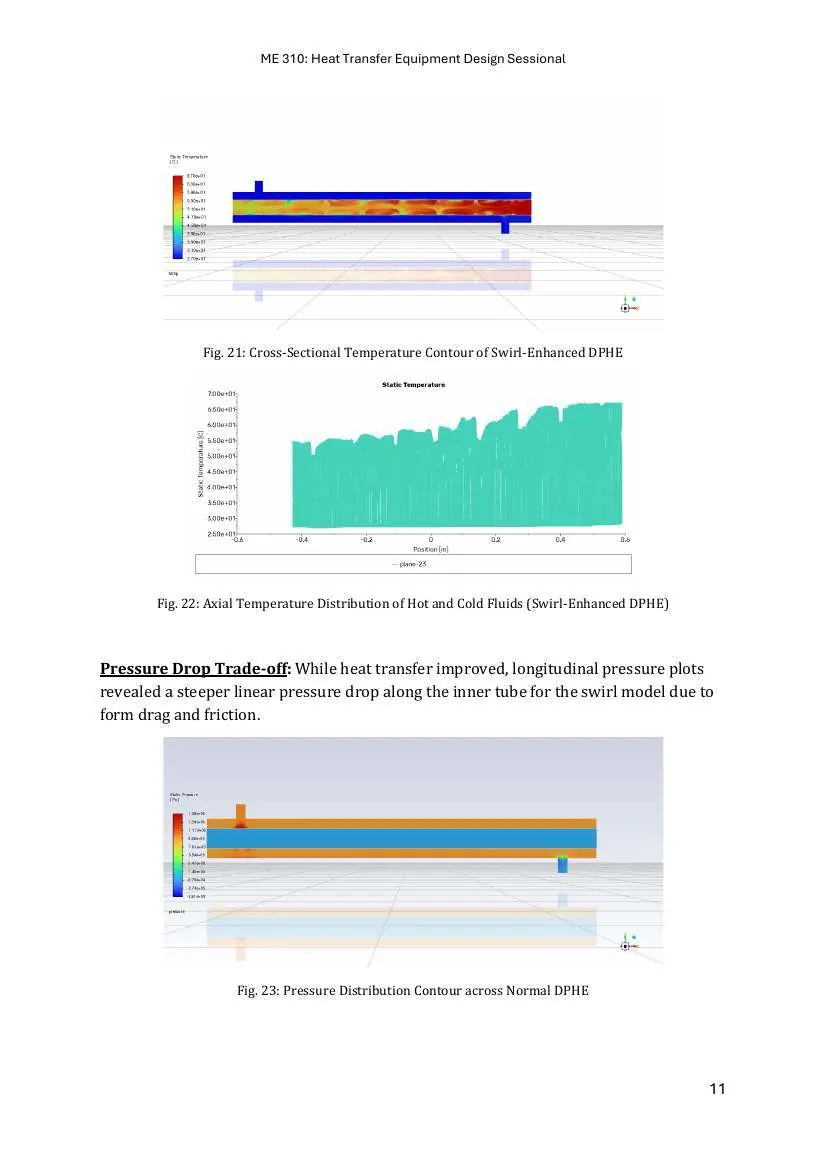 ME 310: Heat Transfer Equipment Design Sessional
Static Temperature
[C]
Fig. 21: Cross-Sectional Temperature Contour of Swirl-Enhanced DPHE
Static Temperature
7.00e+01
6.50e+01
6.00e+01
5.50e+01
5.00e+01
4.50e+01
4.00e+01
3.50e+01
3.00e+01
2.50e+01
Static Temperature [C]
-0.6 -0.4 -0.2 0 0.2 0.4 0.6
Position [m]
plane-23
Fig. 22: Axial Temperature Distribution of Hot and Cold Fluids (Swirl-Enhanced DPHE)
Pressure Drop Trade-off: While heat transfer improved, longitudinal pressure plots
revealed a steeper linear pressure drop along the inner tube for the swirl model due to
form drag and friction.
Static Pressure
[Pa]
pressure
Fig. 23: Pressure Distribution Contour across Normal DPHE
11